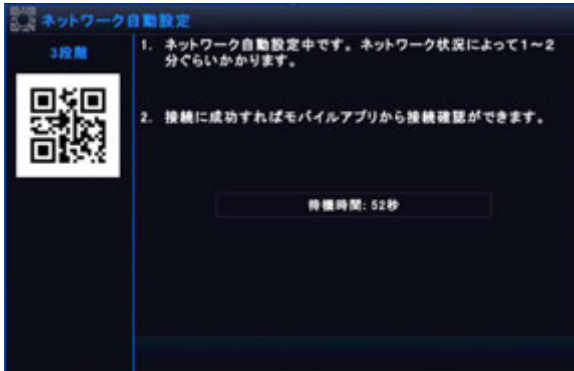 ネットワーク自動設定
3段階
1. ネットワーク自動設定中です。ネットワーク状況によって1～2
分ぐらいかかります。
2. 接続に成功すればモバイルアプリから接続確認ができます。
待機時間: 52秒